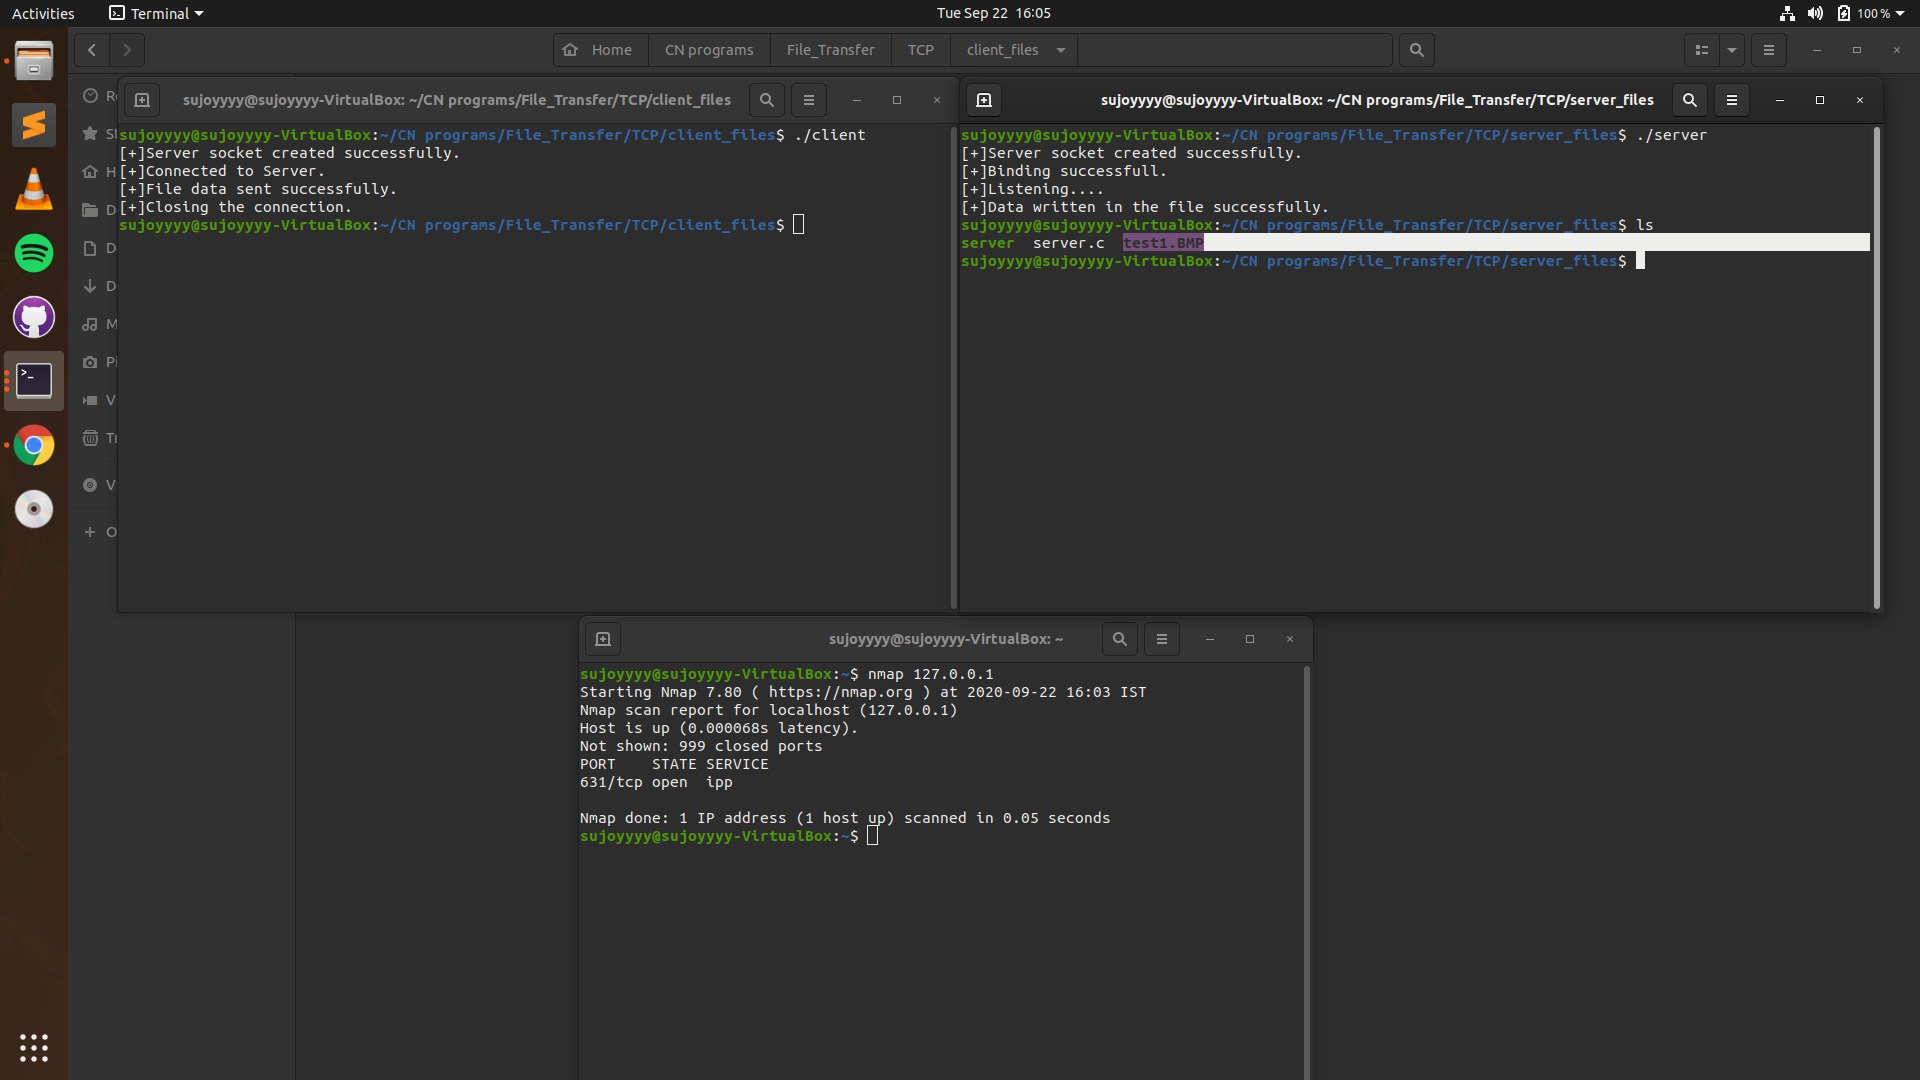 Activities
Terminal
Tue Sep 22 16:05
100 %
Home
CN programs
File_Transfer
TCP
client_files
sujoyyyy@sujoyyyy-VirtualBox: ~/CN programs/File_Transfer/TCP/client_files
sujoyyyy@sujoyyyy-VirtualBox:~/CN programs/File_Transfer/TCP/client_files$ ./client
[+]Server socket created successfully.
[+]Connected to Server.
[+]File data sent successfully.
[+]Closing the connection.
sujoyyyy@sujoyyyy-VirtualBox:~/CN programs/File_Transfer/TCP/client_files$
sujoyyyy@sujoyyyy-VirtualBox: ~/CN programs/File_Transfer/TCP/server_files
sujoyyyy@sujoyyyy-VirtualBox:~/CN programs/File_Transfer/TCP/server_files$ ./server
[+]Server socket created successfully.
[+]Binding successfull.
[+]Listening....
[+]Data written in the file successfully.
sujoyyyy@sujoyyyy-VirtualBox:~/CN programs/File_Transfer/TCP/server_files$ ls
server server.c test1.BMP
sujoyyyy@sujoyyyy-VirtualBox:~/CN programs/File_Transfer/TCP/server_files$
sujoyyyy@sujoyyyy-VirtualBox: ~
sujoyyyy@sujoyyyy-VirtualBox:~$ nmap 127.0.0.1
Starting Nmap 7.80 ( https://nmap.org ) at 2020-09-22 16:03 IST
Nmap scan report for localhost (127.0.0.1)
Host is up (0.000068s latency).
Not shown: 999 closed ports
PORT STATE SERVICE
631/tcp open ipp
Nmap done: 1 IP address (1 host up) scanned in 0.05 seconds
sujoyyyy@sujoyyyy-VirtualBox:~$